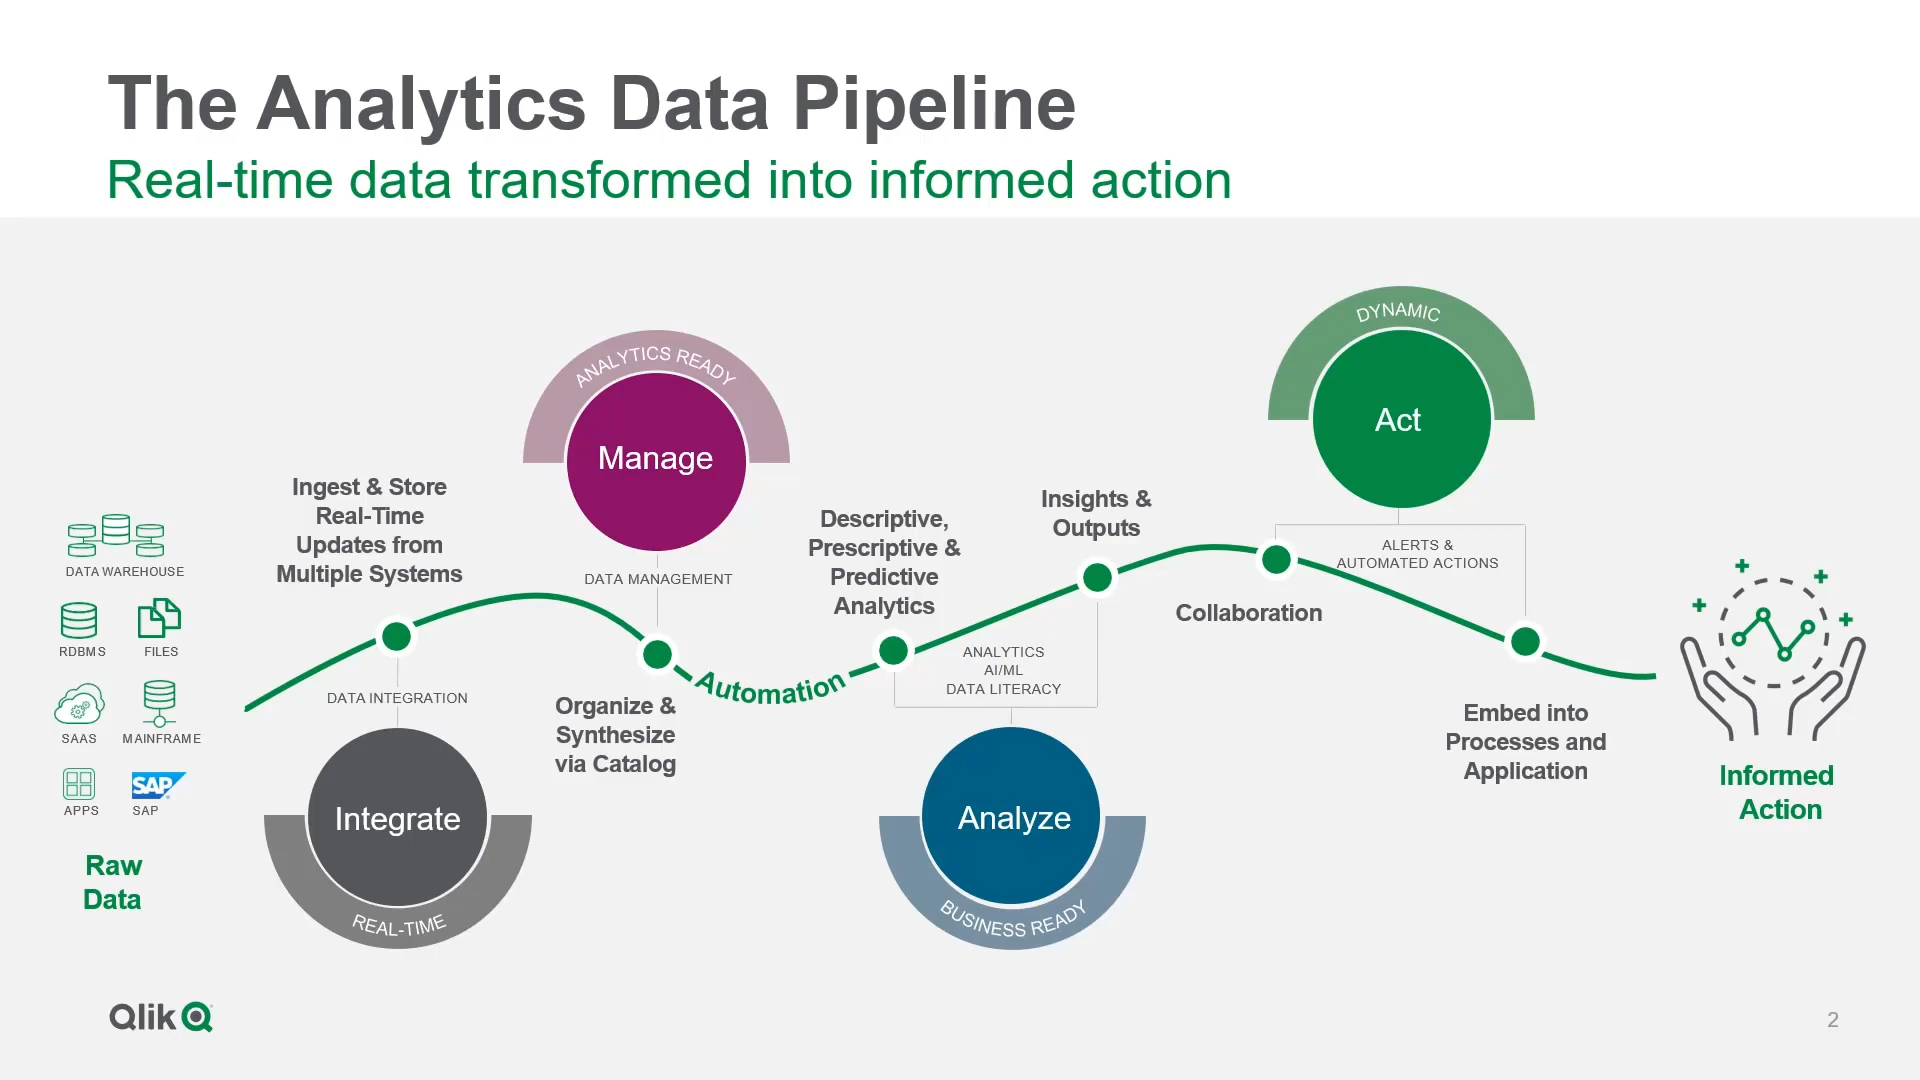 The Analytics Data Pipeline
Real-time data transformed into informed action
DATA WAREHOUSE
RDBMS
FILES
SAAS
MAINFRAME
APPS
SAP
SAP
Raw
Data
Ingest & Store
Real-Time
Updates from
Multiple Systems
DATA INTEGRATION
Integrate
REAL-TIME
ANALYTICS READY
Manage
DATA MANAGEMENT
Organize &
Synthesize
via Catalog
Automation
Descriptive,
Prescriptive &
Predictive
Analytics
ANALYTICS
AI/ML
DATA LITERACY
Analyze
BUSINESS READY
Insights &
Outputs
Collaboration
DYNAMIC
Act
ALERTS &
AUTOMATED ACTIONS
Embed into
Processes and
Application
Informed
Action
Qlik
2